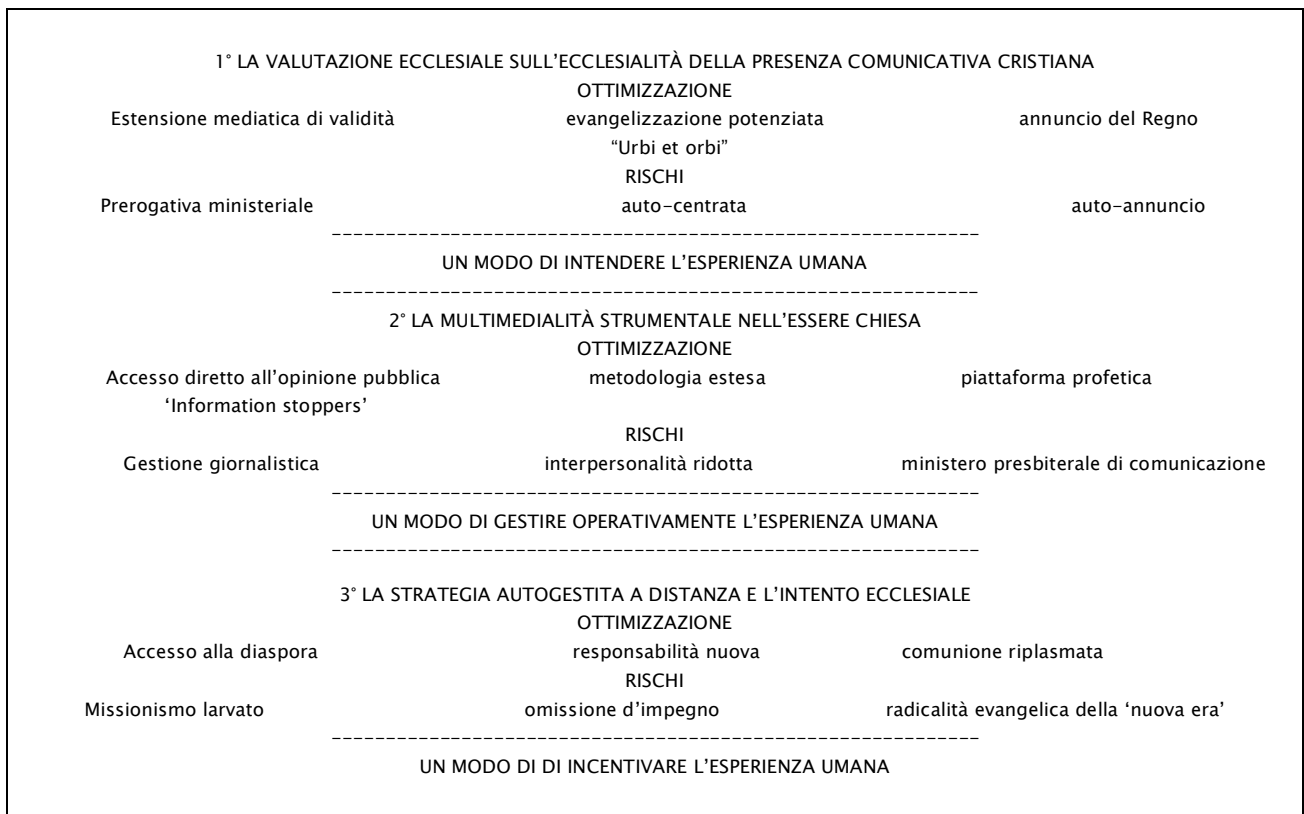 1° LA VALUTAZIONE ECCLESIALE SULL’ECCLESIALITÀ DELLA PRESENZA COMUNICATIVA CRISTIANA
OTTIMIZZAZIONE
Estensione mediatica di validità evangelizzazione potenziata annuncio del Regno
“Urbi et orbi”
RISCHI
Prerogativa ministeriale auto-centrata auto-annuncio
------------------------------------------------------------
UN MODO DI INTENDERE L’ESPERIENZA UMANA
------------------------------------------------------------
2° LA MULTIMEDIALITÀ STRUMENTALE NELL’ESSERE CHIESA
OTTIMIZZAZIONE
Accesso diretto all’opinione pubblica metodologia estesa piattaforma profetica
‘Information stoppers’
RISCHI
Gestione giornalistica interpersonalità ridotta ministero presbiterale di comunicazione
------------------------------------------------------------
UN MODO DI GESTIRE OPERATIVAMENTE L’ESPERIENZA UMANA
------------------------------------------------------------
3° LA STRATEGIA AUTOGESTITA A DISTANZA E L’INTENTO ECCLESIALE
OTTIMIZZAZIONE
Accesso alla diaspora responsabilità nuova comunione riplasmata
RISCHI
Missionismo larvato omissione d’impegno radicalità evangelica della ‘nuova era’
------------------------------------------------------------
UN MODO DI DI INCENTIVARE L’ESPERIENZA UMANA